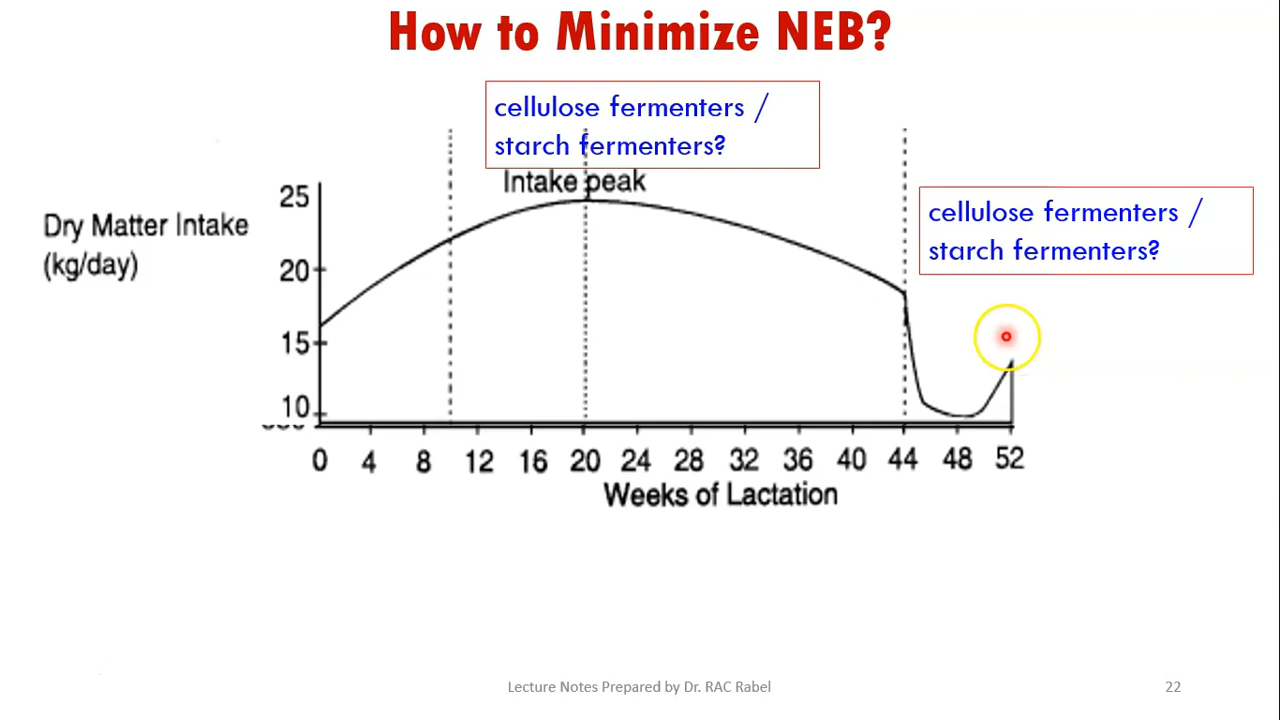 How to Minimize NEB?
cellulose fermenters /
starch fermenters?
Intake peak
cellulose fermenters /
starch fermenters?
Dry Matter Intake
(kg/day)
25
20
15
10
0 4 8 12 16 20 24 28 32 36 40 44 48 52
Weeks of Lactation
Lecture Notes Prepared by Dr. RAC Rabel
22